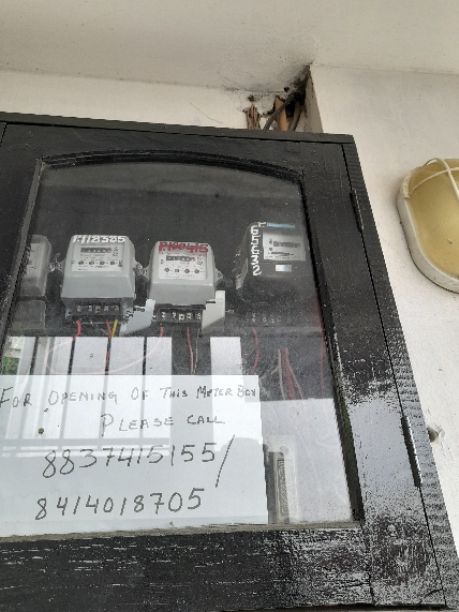 FOR OPENING OF THIS METER BOX
PLEASE CALL
8837415155/
8414018705